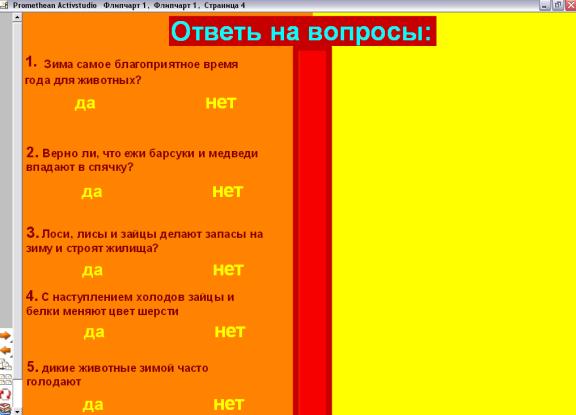 Promethean Activstudio Флипчарт 1, Флипчарт 1, Страница 4
Ответь на вопросы:
1. Зима самое благоприятное время
года для животных?
да нет
2. Верно ли, что ежи барсуки и медведи
впадают в спячку?
да нет
3. Лоси, лисы и зайцы делают запасы на
зиму и строят жилища?
да нет
4. С наступлением холодов зайцы и
белки меняют цвет шерсти
да нет
5. дикие животные зимой часто
голодают
да нет